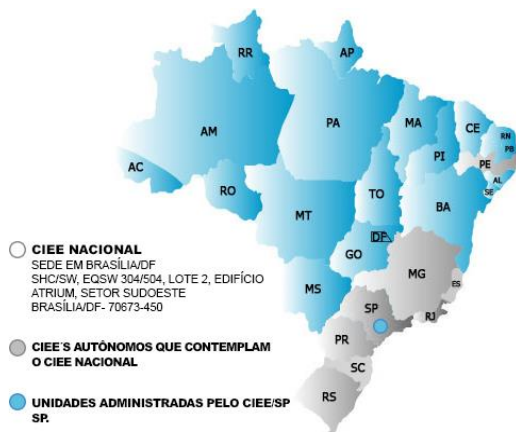 RR
AP
AM
PA
MA
CE
RN
PB
PE
AL
SE
PI
AC
RO
TO
BA
MT
DF
GO
MG
ES
MS
SP
RJ
PR
SC
RS
CIEE NACIONAL
SEDE EM BRASÍLIA/DF
SHC/SW, EQSW 304/504, LOTE 2, EDIFÍCIO
ATRIUM, SETOR SUDOESTE
BRASÍLIA/DF- 70673-450
CIEE`S AUTÔNOMOS QUE CONTEMPLAM
O CIEE NACIONAL
UNIDADES ADMINISTRADAS PELO CIEE/SP
SP.